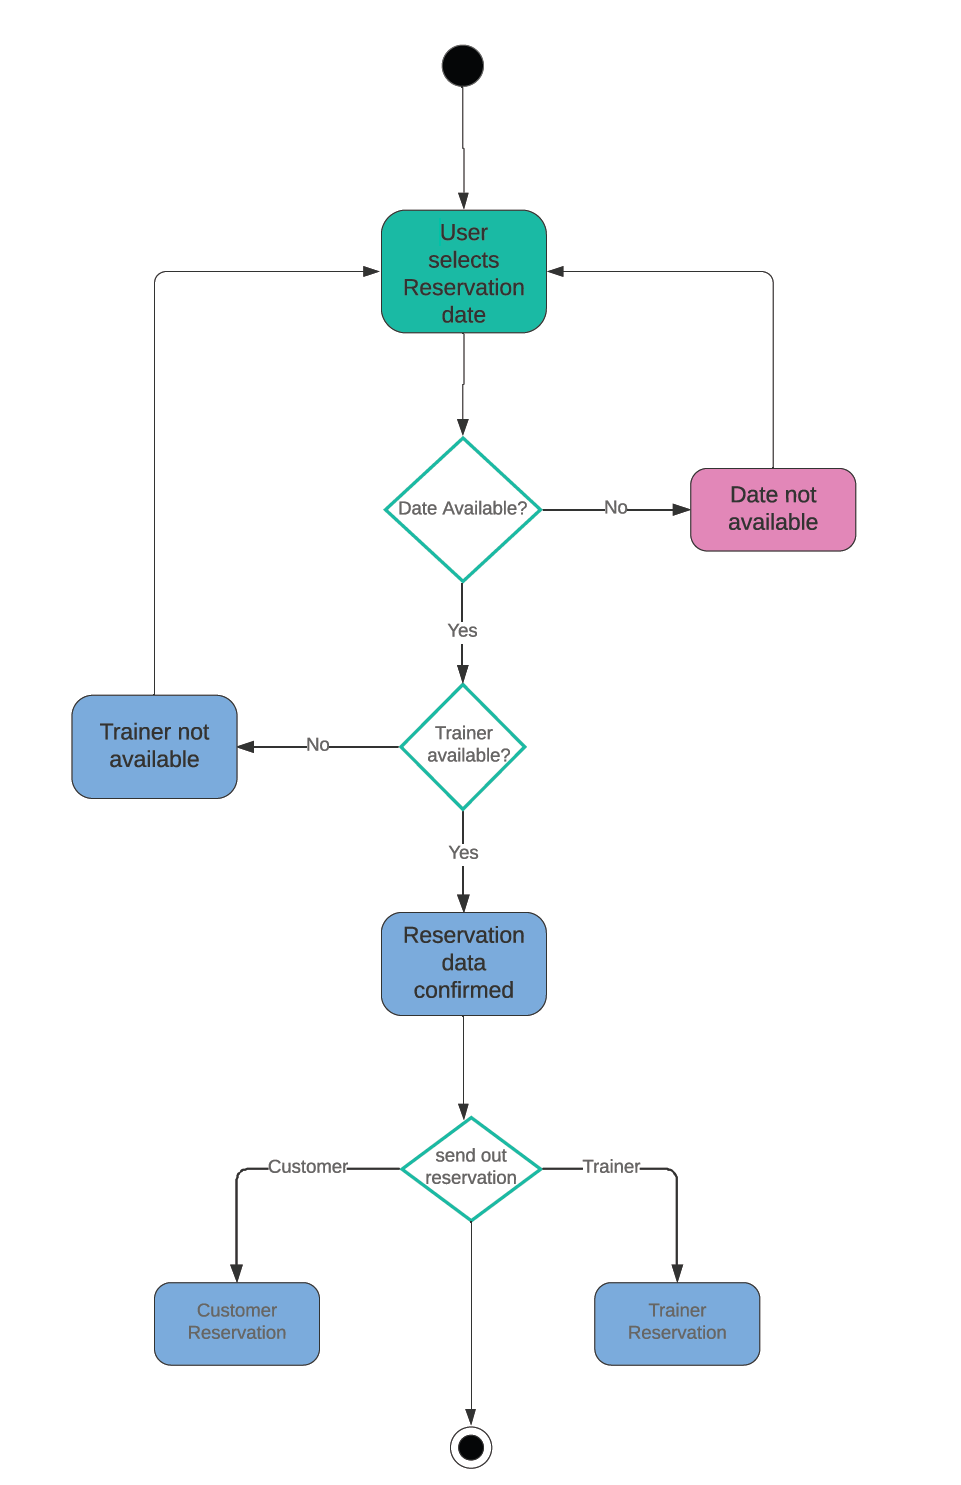 User
selects
Reservation
date
Date Available?
No
Date not
available
Yes
Trainer
available?
No
Trainer not
available
Yes
Reservation
data
confirmed
send out
reservation
Customer
Trainer
Customer
Reservation
Trainer
Reservation